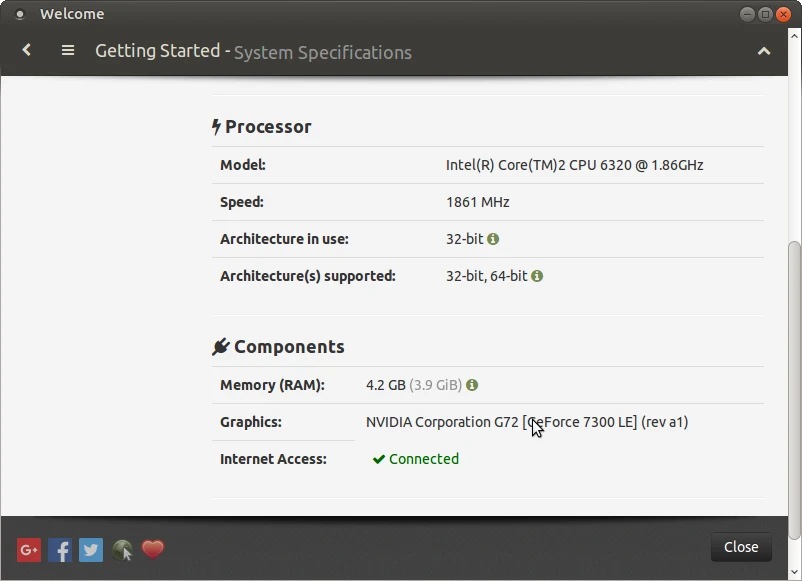 Welcome
Getting Started - System Specifications
Processor
Model: Intel(R) Core(TM)2 CPU 6320 @ 1.86GHz
Speed: 1861 MHz
Architecture in use: 32-bit
Architecture(s) supported: 32-bit, 64-bit
Components
Memory (RAM): 4.2 GB (3.9 GiB)
Graphics: NVIDIA Corporation G72 [GeForce 7300 LE] (rev a1)
Internet Access: Connected
G+ f Close